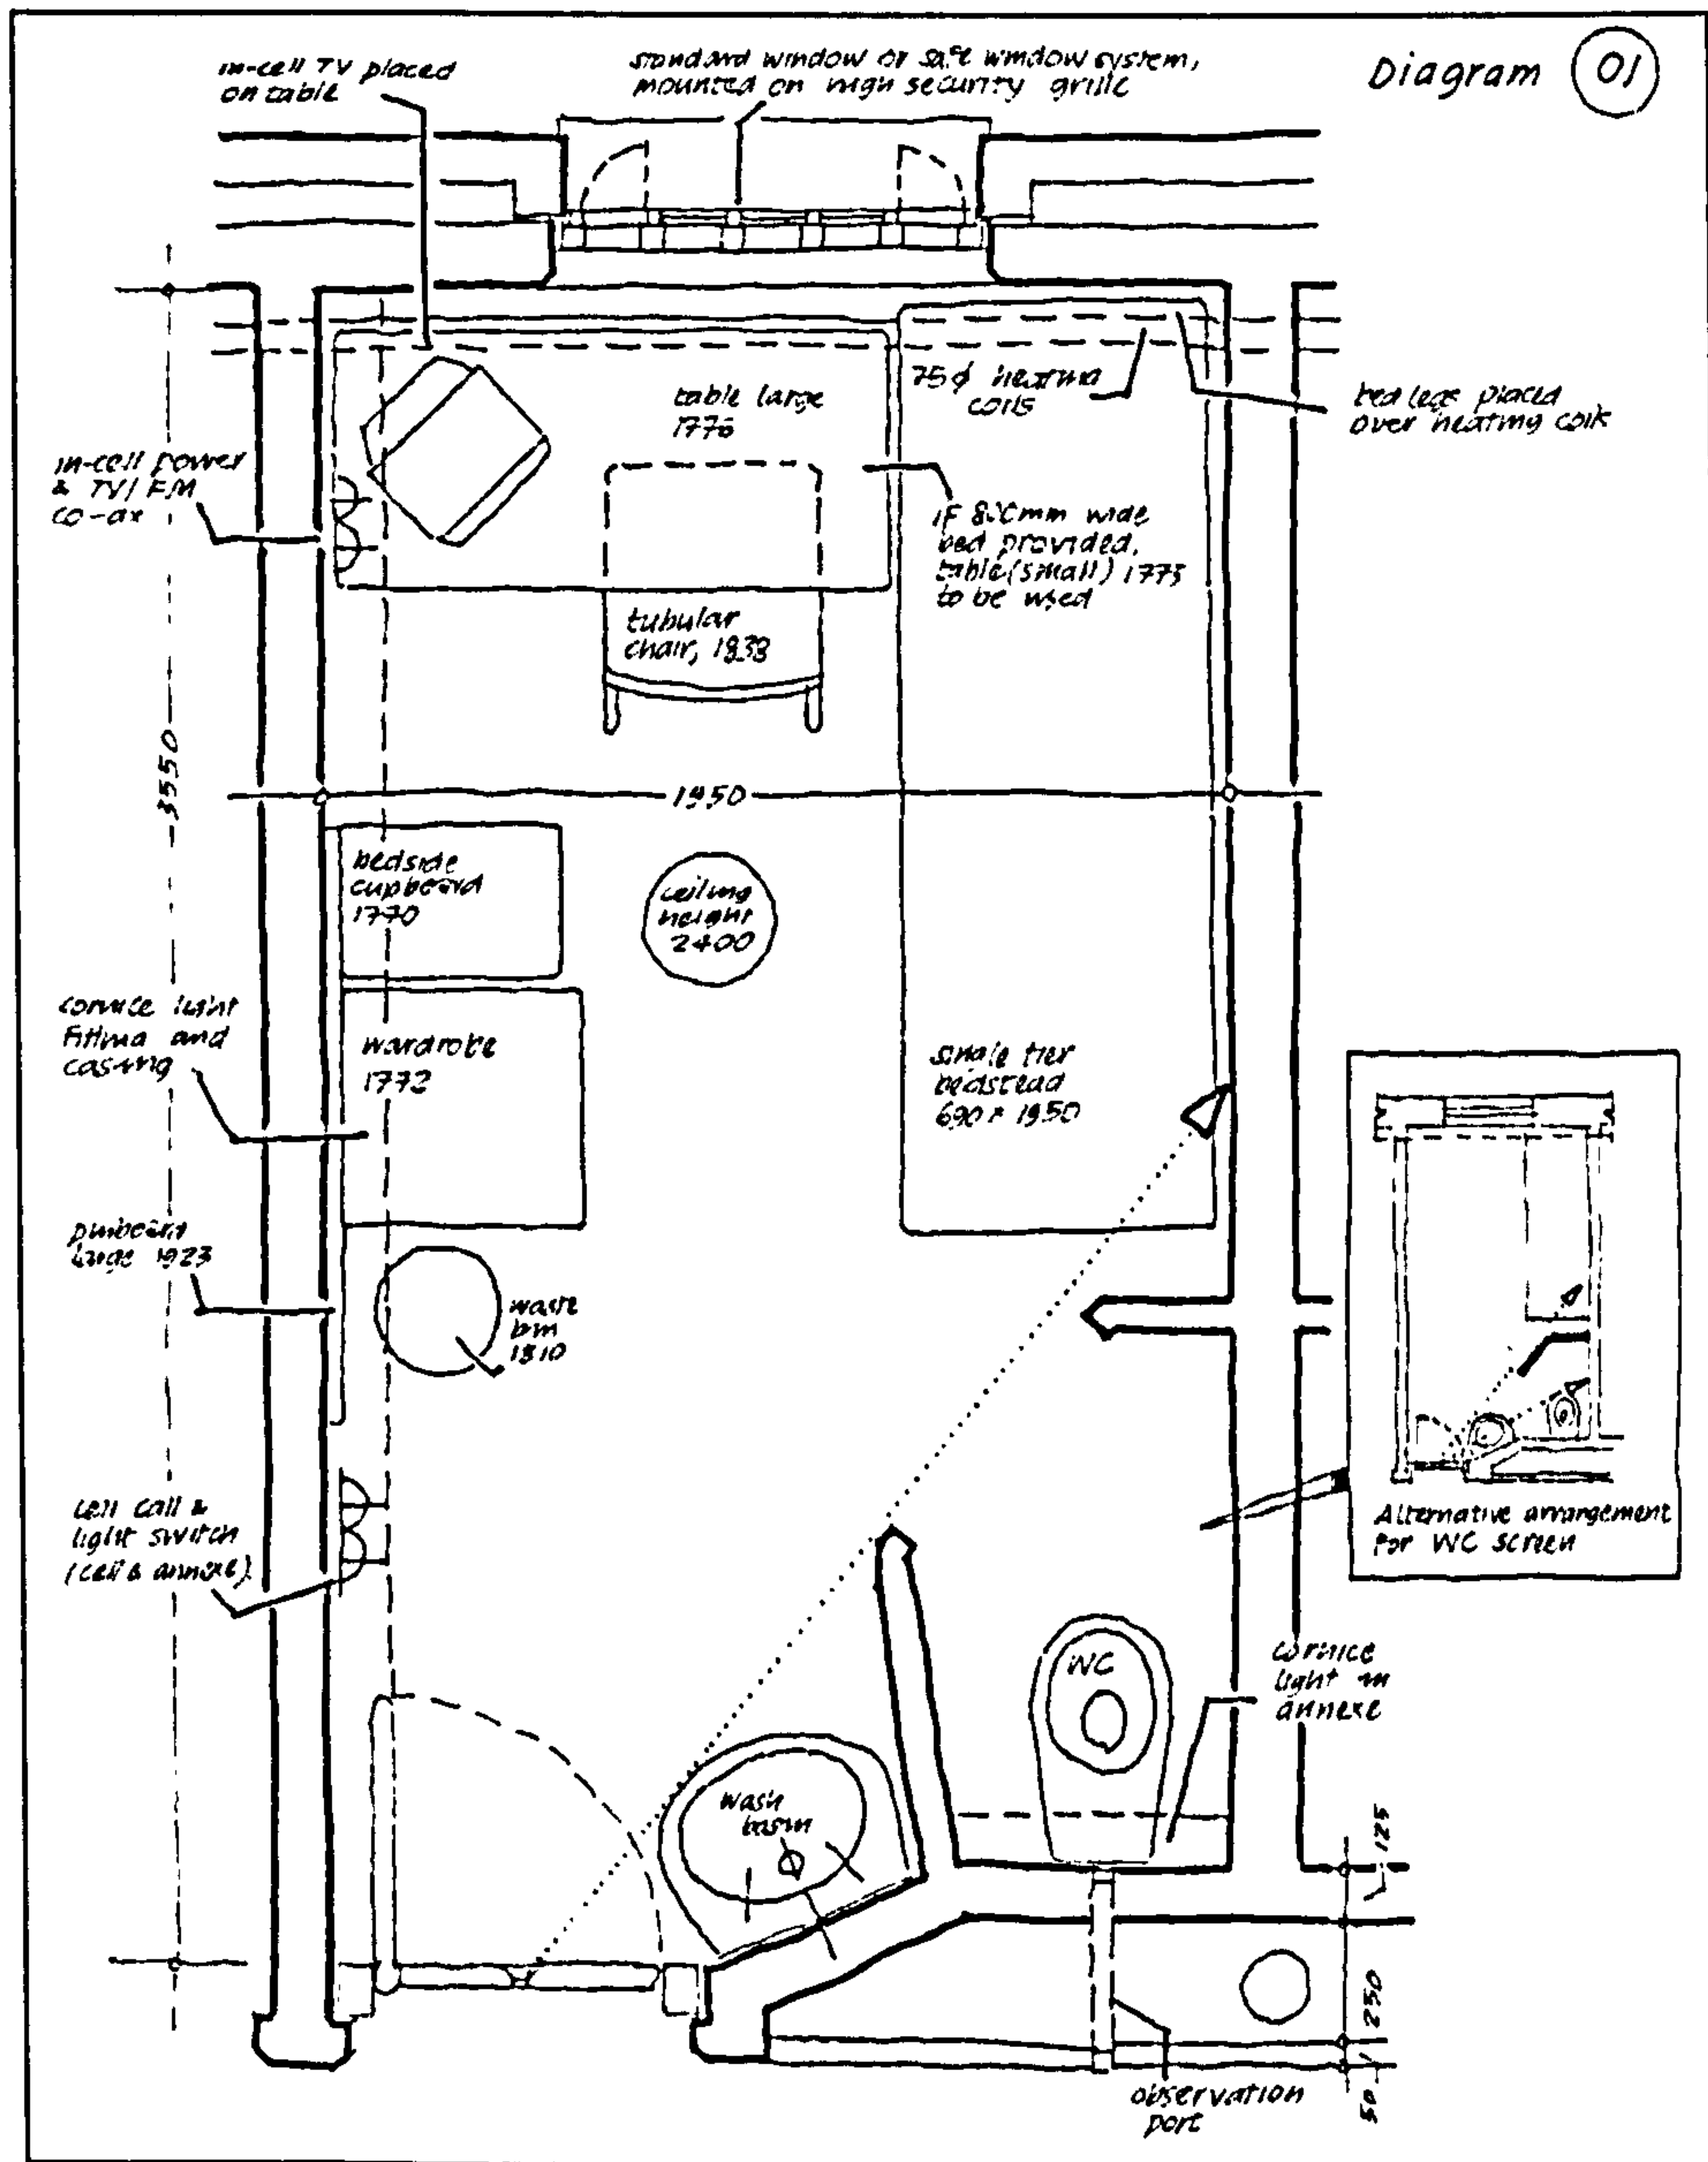 Diagram 01
in-cell TV placed
on table
standard window or safe window system,
mounted on high security grille
table large
1776
75ϕ heating
coils
bed legs placed
over heating coils
in-cell power
& TV/FM
co-ax
if 800mm wide
bed provided,
table (small) 1775
to be used
tubular
chair, 1838
3550
1950
bedside
cupboard
1770
ceiling
height
2400
cornice light
fitting and
casing
wardrobe
1772
single tier
bedstead
690 x 1950
pinboard
large 1923
waste
bin
1810
cell call &
light switch
(cell & annexe)
Alternative arrangement
for WC screen
WC
cornice
light in
annexe
wash
basin
125
250
50
observation
port